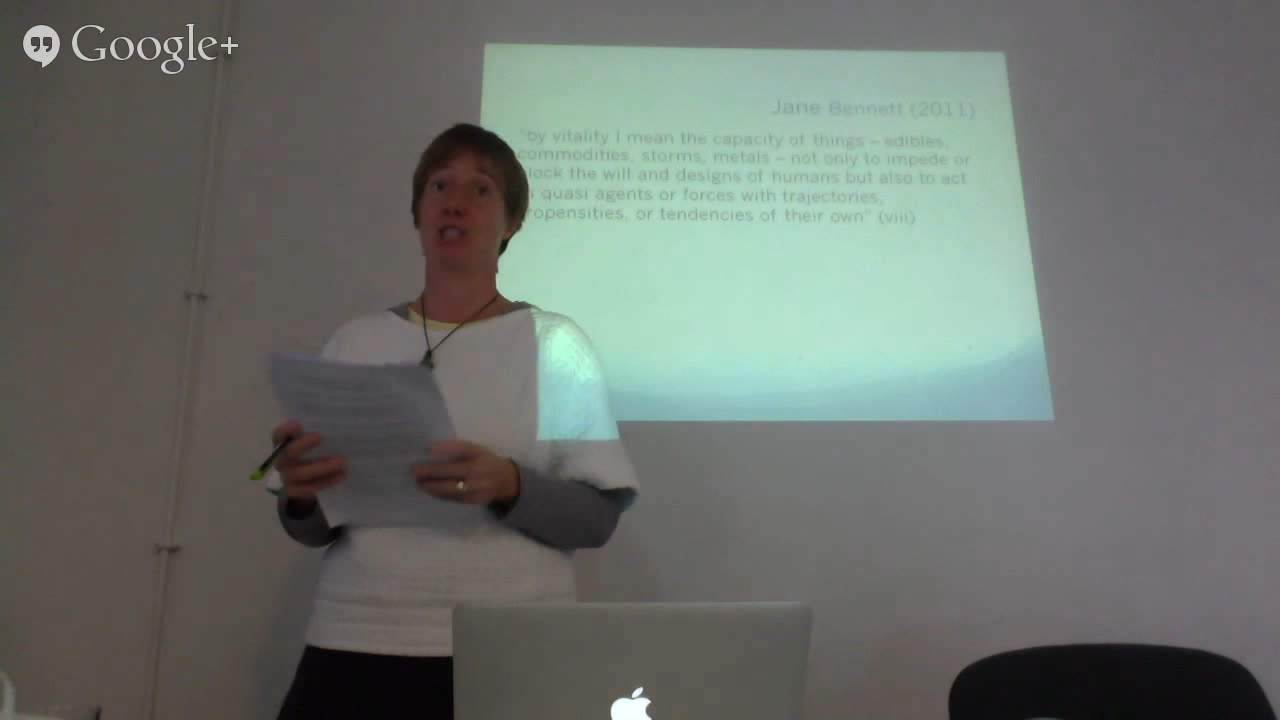 Google+
Jane Bennett (2011)
"by vitality I mean the capacity of things – edibles,
commodities, storms, metals – not only to impede or
lock the will and designs of humans but also to act
s quasi agents or forces with trajectories,
ropensities, or tendencies of their own" (viii)